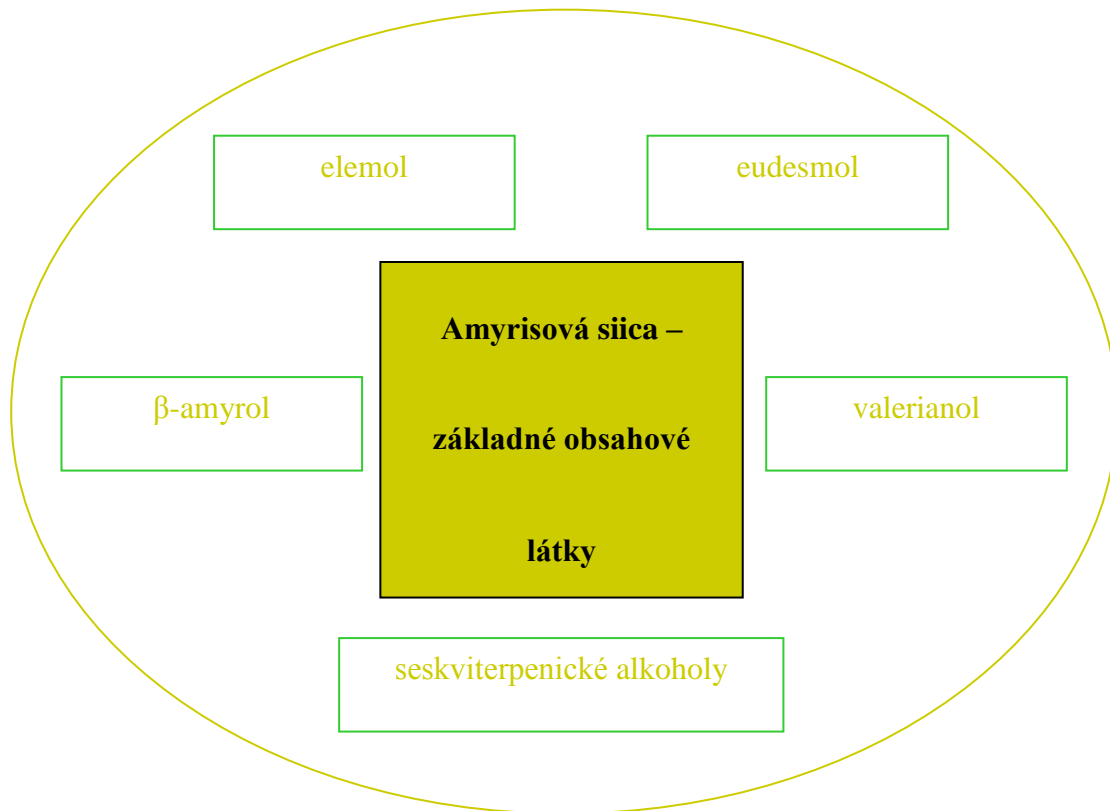 elemol
eudesmol
Amyrisová siica –
základné obsahové
látky
β-amyrol
valerianol
seskviterpenické alkoholy